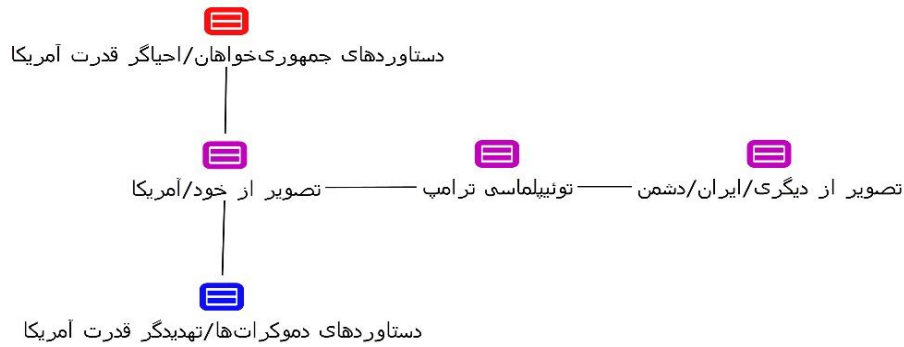 دستاوردهای جمهوری‌خواهان/احیاگر قدرت آمریکا
تصویر از دیگری/ایران/دشمن
توئیپلماسی ترامپ
تصویر از خود/آمریکا
دستاوردهای دموکرات‌ها/تهدیدگر قدرت آمریکا